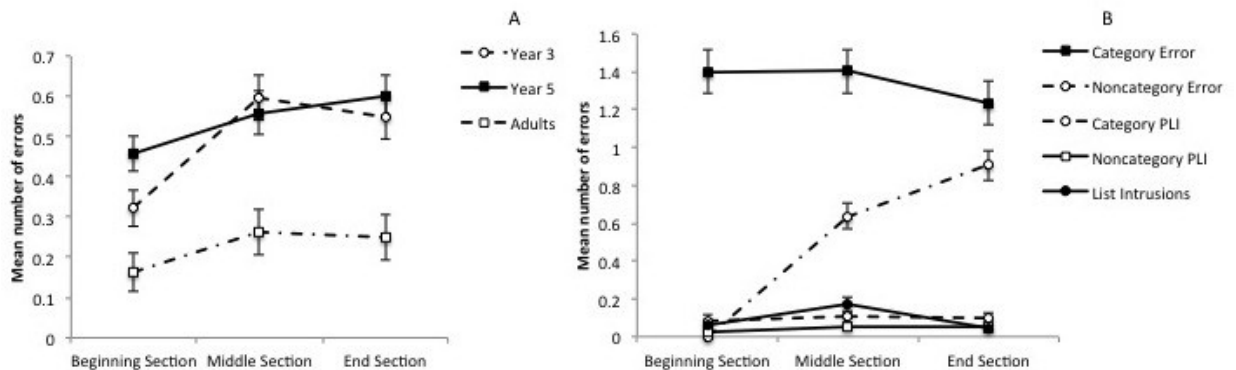 A
Mean number of errors
0.7
0.6
0.5
0.4
0.3
0.2
0.1
0
Beginning Section
Middle Section
End Section
Year 3
Year 5
Adults
B
Mean number of errors
1.6
1.4
1.2
1
0.8
0.6
0.4
0.2
0
Beginning Section
Middle Section
End Section
Category Error
Noncategory Error
Category PLI
Noncategory PLI
List Intrusions